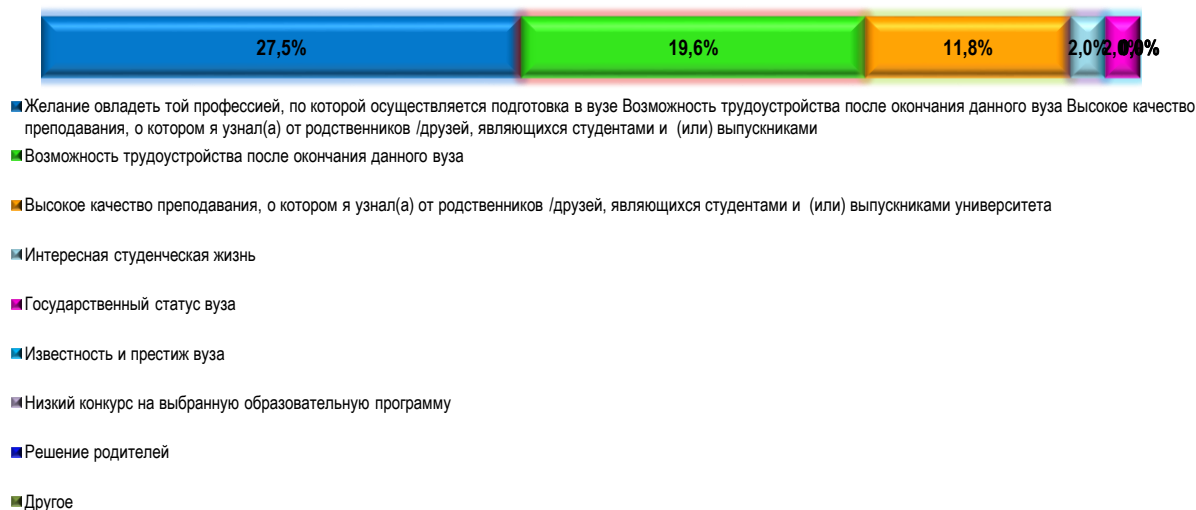 27,5% 19,6% 11,8% 2,0% 2,0%
Желание овладеть той профессией, по которой осуществляется подготовка в вузе Возможность трудоустройства после окончания данного вуза Высокое качество
преподавания, о котором я узнал(а) от родственников /друзей, являющихся студентами и (или) выпускниками
Возможность трудоустройства после окончания данного вуза
Высокое качество преподавания, о котором я узнал(а) от родственников /друзей, являющихся студентами и (или) выпускниками университета
Интересная студенческая жизнь
Государственный статус вуза
Известность и престиж вуза
Низкий конкурс на выбранную образовательную программу
Решение родителей
Другое